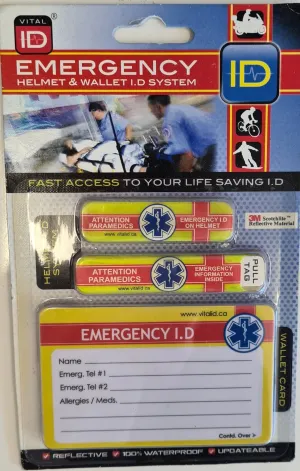 VITAL
ID
EMERGENCY
HELMET & WALLET I.D SYSTEM
ID
FAST ACCESS TO YOUR LIFE SAVING I.D
ATTENTION
PARAMEDICS
www.vitalid.ca
EMERGENCY I.D
ON HELMET
3M Scotchlite™
Reflective Material
ATTENTION
PARAMEDICS
www.vitalid.ca
EMERGENCY
INFORMATION
INSIDE
PULL
TAG
www.vitalid.ca
EMERGENCY I.D
Name
Emerg. Tel #1
Emerg. Tel #2
Allergies / Meds.
Contd. Over >
WALLET CARD
REFLECTIVE 100% WATERPROOF UPDATEABLE